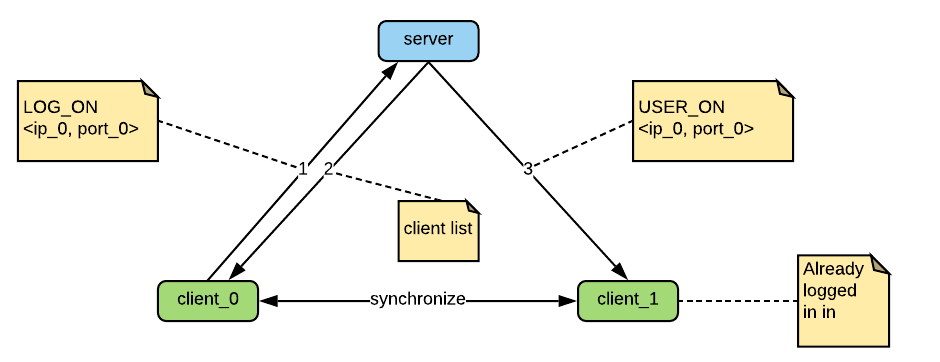 server
LOG_ON
<ip_0, port_0>
USER_ON
<ip_0, port_0>
1
2
3
client list
client_0
synchronize
client_1
Already
logged
in in